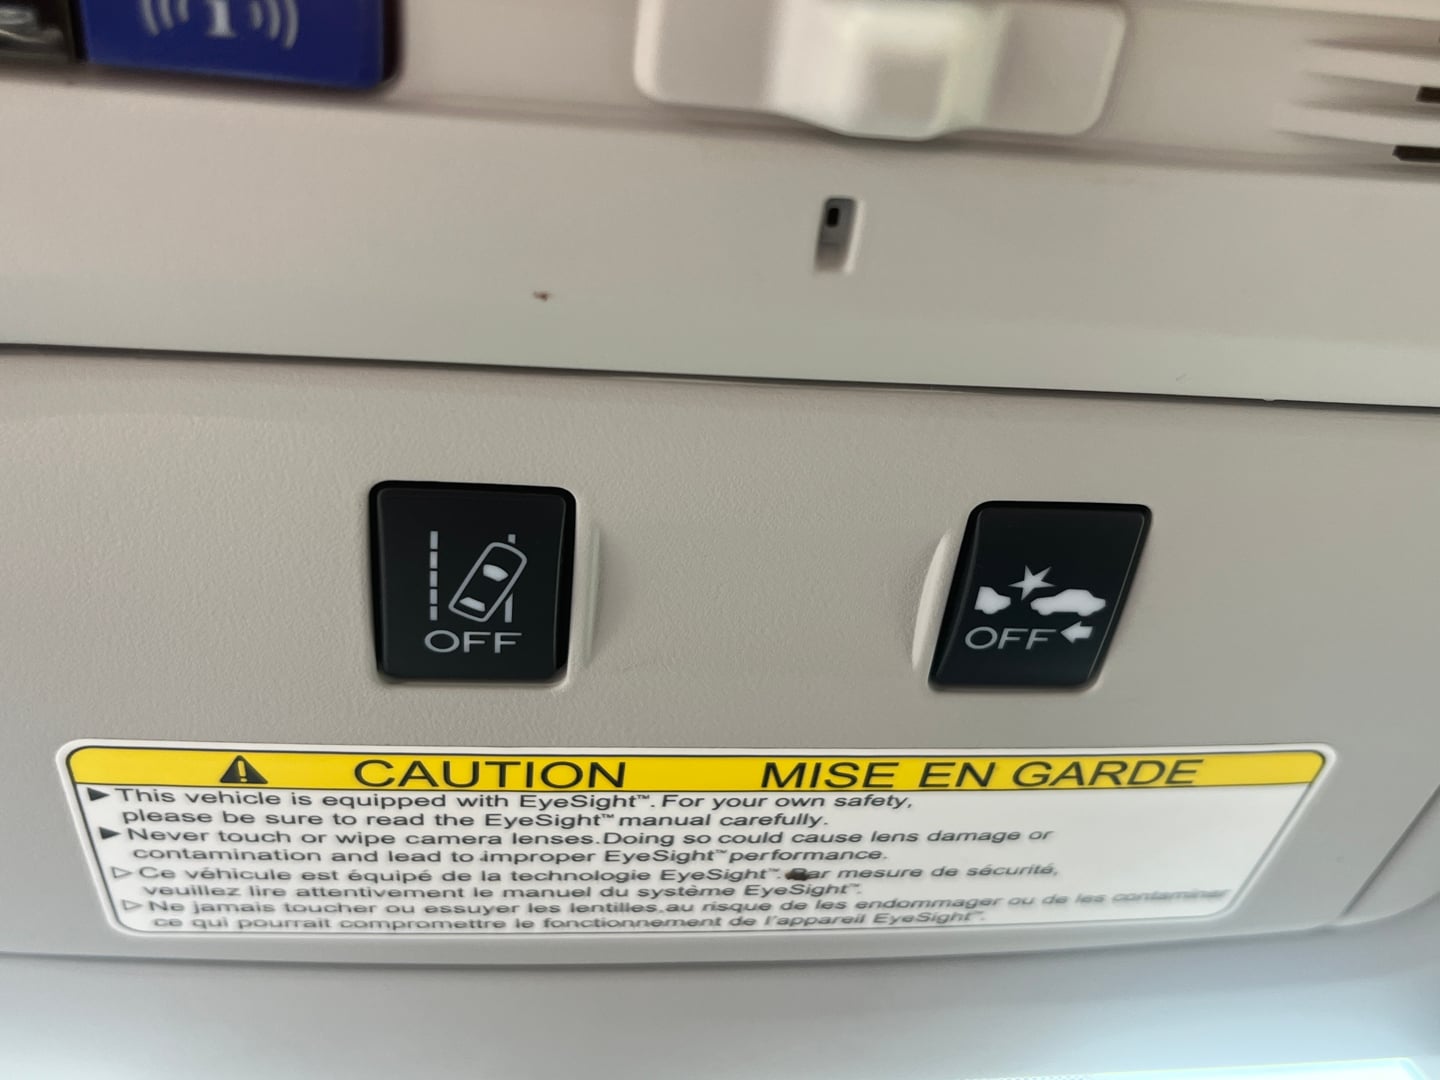 i
OFF
OFF
CAUTION MISE EN GARDE
This vehicle is equipped with EyeSight™. For your own safety,
please be sure to read the EyeSight™ manual carefully.
Never touch or wipe camera lenses. Doing so could cause lens damage or
contamination and lead to improper EyeSight™ performance.
Ce véhicule est équipé de la technologie EyeSight™. Par mesure de sécurité,
veuillez lire attentivement le manuel du système EyeSight™.
Ne jamais toucher ou essuyer les lentilles, au risque de les endommager ou de les contaminer
ce qui pourrait compromettre le fonctionnement de l'appareil EyeSight™.